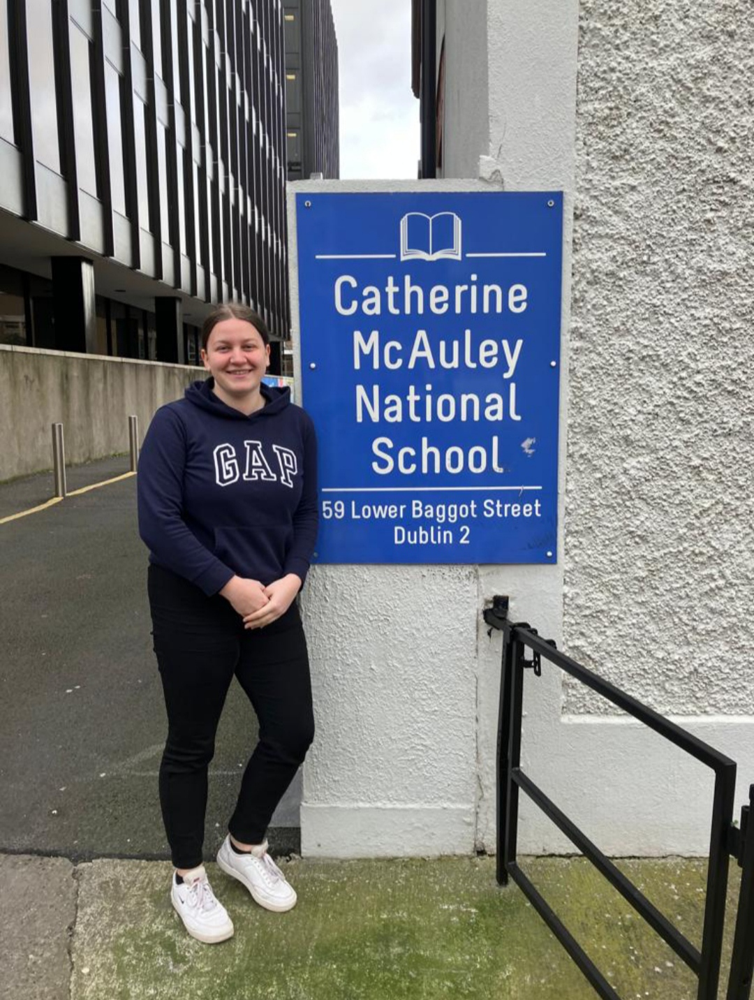 Catherine
McAuley
National
School
59 Lower Baggot Street
Dublin 2
GAP